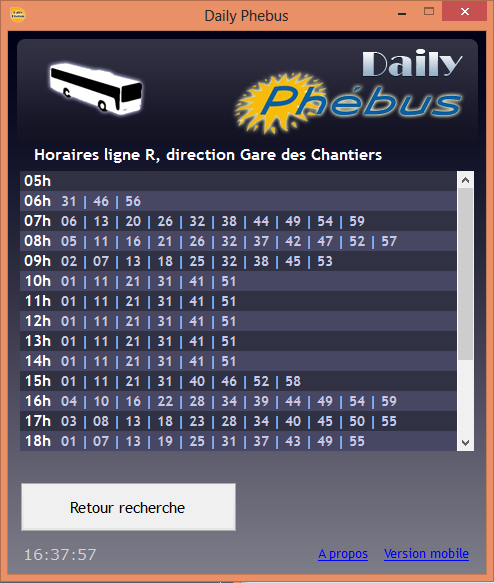 Daily Phebus
Daily
Phébus
Horaires ligne R, direction Gare des Chantiers
05h
06h 31 | 46 | 56
07h 06 | 13 | 20 | 26 | 32 | 38 | 44 | 49 | 54 | 59
08h 05 | 11 | 16 | 21 | 26 | 32 | 37 | 42 | 47 | 52 | 57
09h 02 | 07 | 13 | 18 | 25 | 32 | 38 | 45 | 53
10h 01 | 11 | 21 | 31 | 41 | 51
11h 01 | 11 | 21 | 31 | 41 | 51
12h 01 | 11 | 21 | 31 | 41 | 51
13h 01 | 11 | 21 | 31 | 41 | 51
14h 01 | 11 | 21 | 31 | 41 | 51
15h 01 | 11 | 21 | 31 | 40 | 46 | 52 | 58
16h 04 | 10 | 16 | 22 | 28 | 34 | 39 | 44 | 49 | 54 | 59
17h 03 | 08 | 13 | 18 | 23 | 28 | 34 | 40 | 45 | 50 | 55
18h 01 | 07 | 13 | 19 | 25 | 31 | 37 | 43 | 49 | 55
Retour recherche
16:37:57
A propos Version mobile